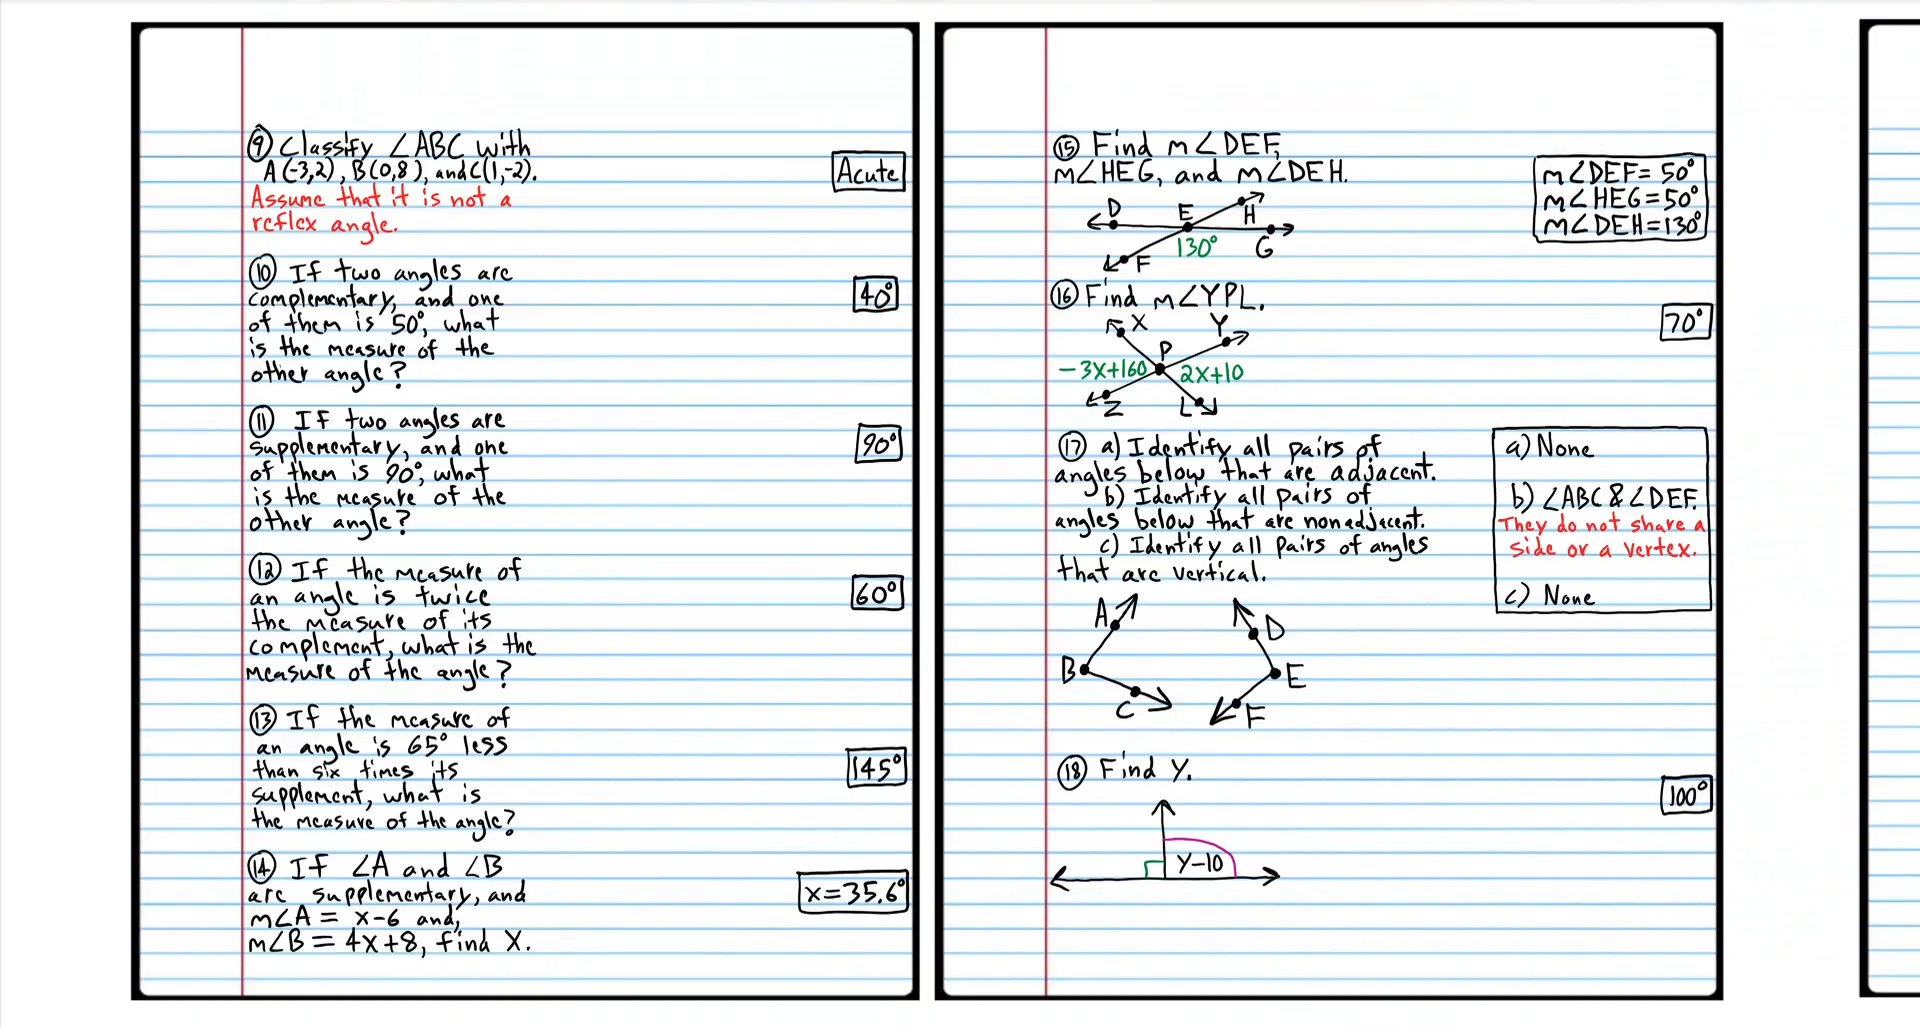 ⑨ Classify ∠ABC with
A(-3,2), B(0,8), and C(1,-2).
Assume that it is not a
reflex angle.
Acute
⑩ If two angles are
complementary, and one
of them is 50°, what
is the measure of the
other angle?
40°
⑪ If two angles are
supplementary, and one
of them is 90°, what
is the measure of the
other angle?
90°
⑫ If the measure of
an angle is twice
the measure of its
complement, what is the
measure of the angle?
60°
⑬ If the measure of
an angle is 65° less
than six times its
supplement, what is
the measure of the angle?
145°
⑭ If ∠A and ∠B
are supplementary, and
m∠A = x-6 and,
m∠B = 4x+8, find x.
x=35.6°
⑮ Find m∠DEF,
m∠HEG, and m∠DEH.
m∠DEF= 50°
m∠HEG=50°
m∠DEH=130°
D E H
130° G
F
⑯ Find m∠YPL.
70°
X Y
P
-3x+160 2x+10
Z L
⑰ a) Identify all pairs of
angles below that are adjacent.
b) Identify all pairs of
angles below that are nonadjacent.
c) Identify all pairs of angles
that are vertical.
a) None
b) ∠ABC & ∠DEF.
They do not share a
side or a vertex.
c) None
A D
B E
C F
⑱ Find y.
100°
y-10